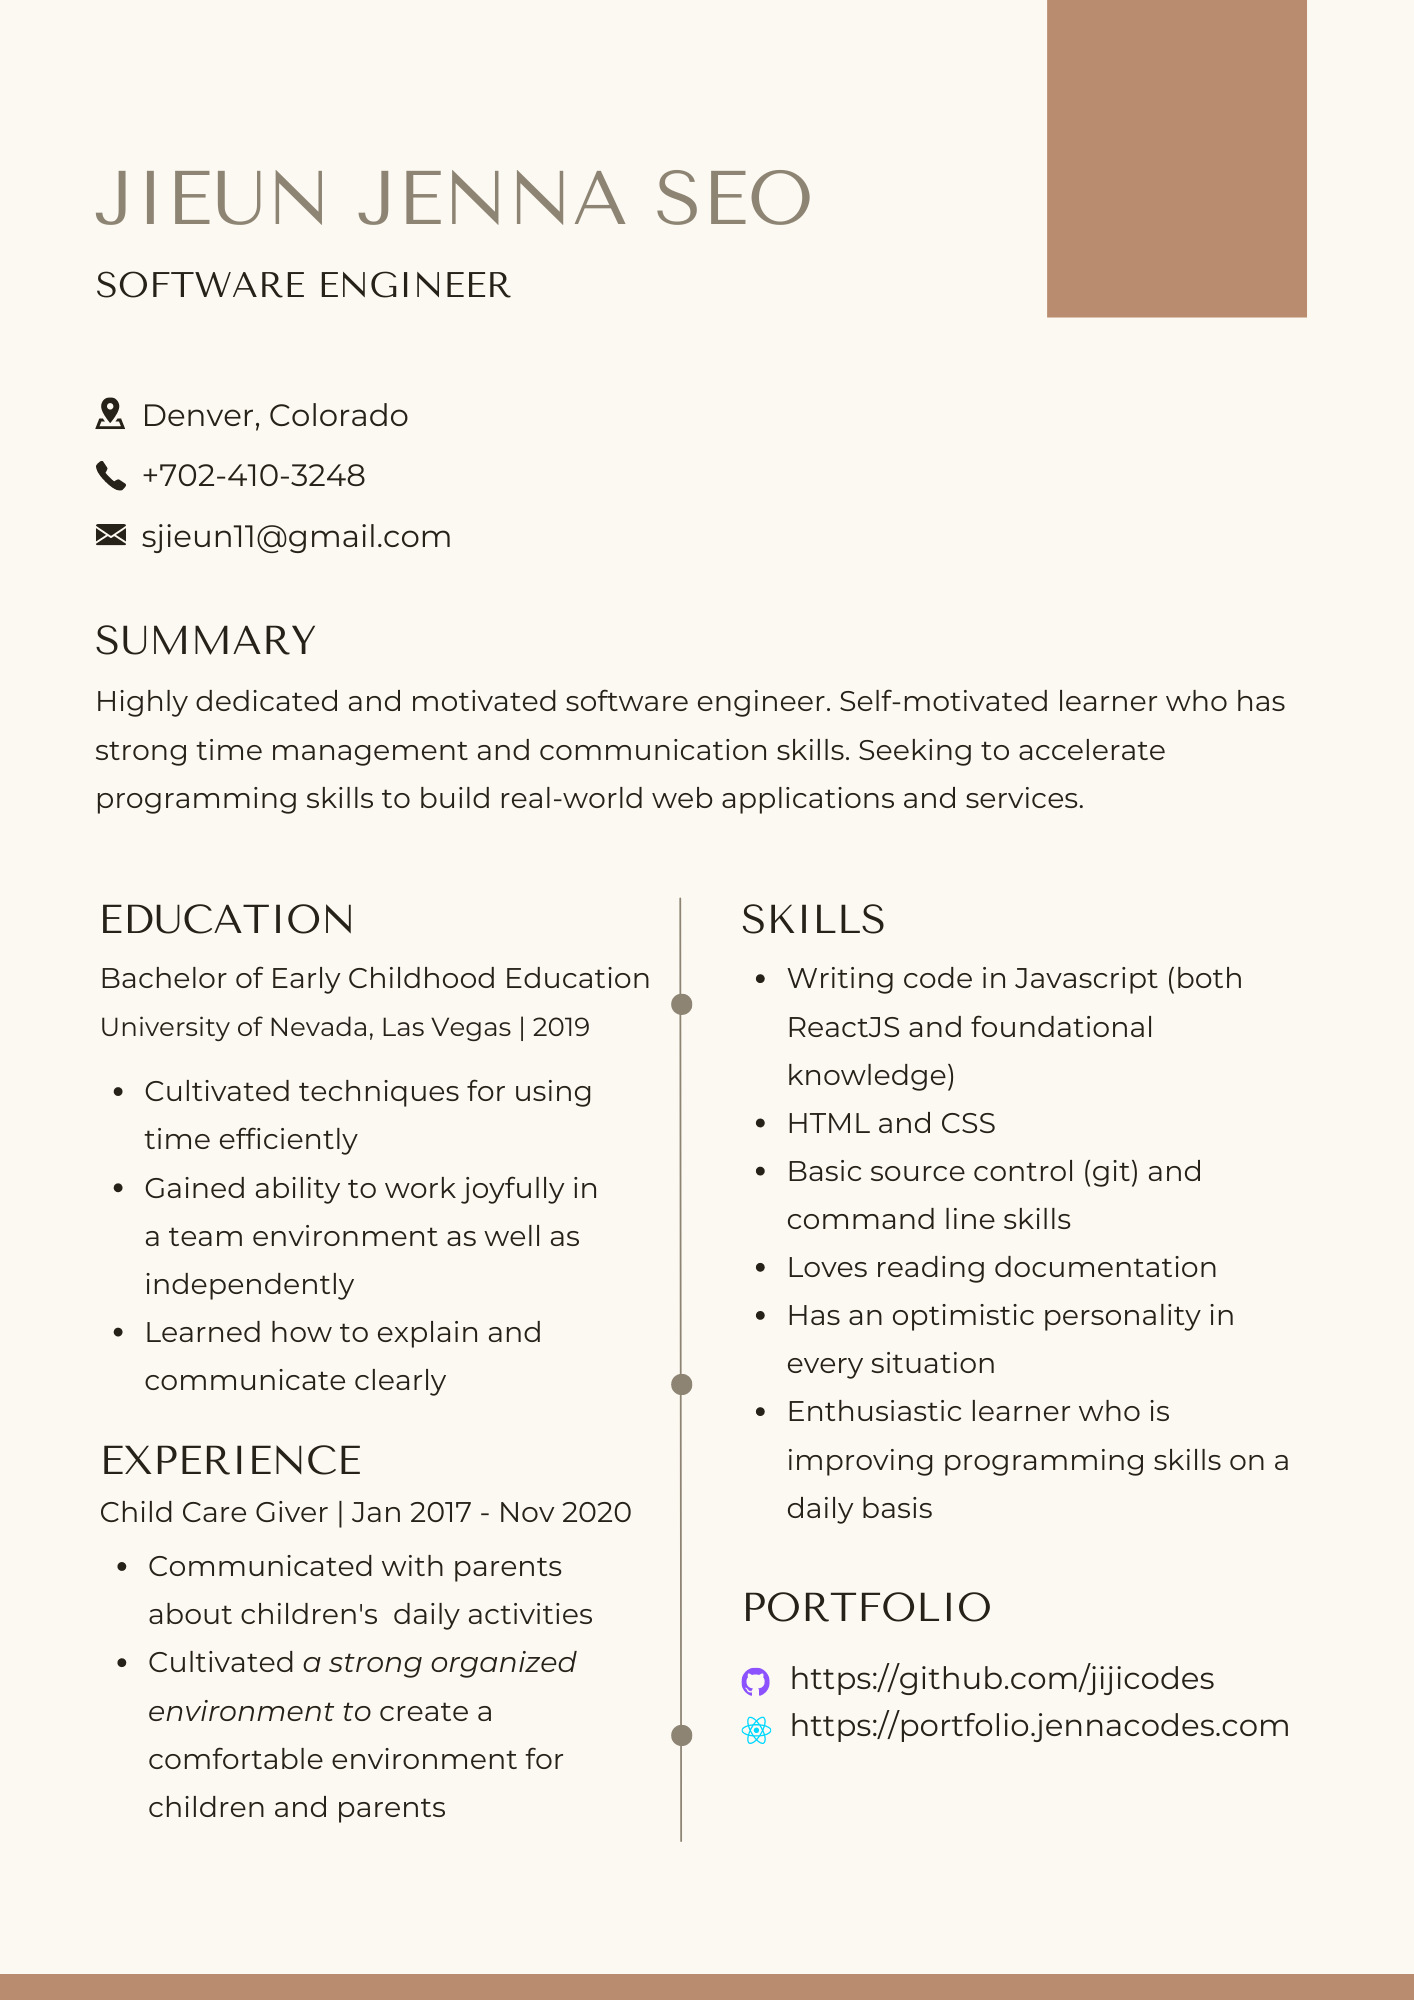 JIEUN JENNA SEO
SOFTWARE ENGINEER
Denver, Colorado
+702-410-3248
sjieun11@gmail.com
SUMMARY
Highly dedicated and motivated software engineer. Self-motivated learner who has
strong time management and communication skills. Seeking to accelerate
programming skills to build real-world web applications and services.
EDUCATION
Bachelor of Early Childhood Education
University of Nevada, Las Vegas | 2019
• Cultivated techniques for using
time efficiently
• Gained ability to work joyfully in
a team environment as well as
independently
• Learned how to explain and
communicate clearly
EXPERIENCE
Child Care Giver | Jan 2017 - Nov 2020
• Communicated with parents
about children's  daily activities
• Cultivated a strong organized
environment to create a
comfortable environment for
children and parents
SKILLS
• Writing code in Javascript (both
ReactJS and foundational
knowledge)
• HTML and CSS
• Basic source control (git) and
command line skills
• Loves reading documentation
• Has an optimistic personality in
every situation
• Enthusiastic learner who is
improving programming skills on a
daily basis
PORTFOLIO
https://github.com/jijicodes
https://portfolio.jennacodes.com